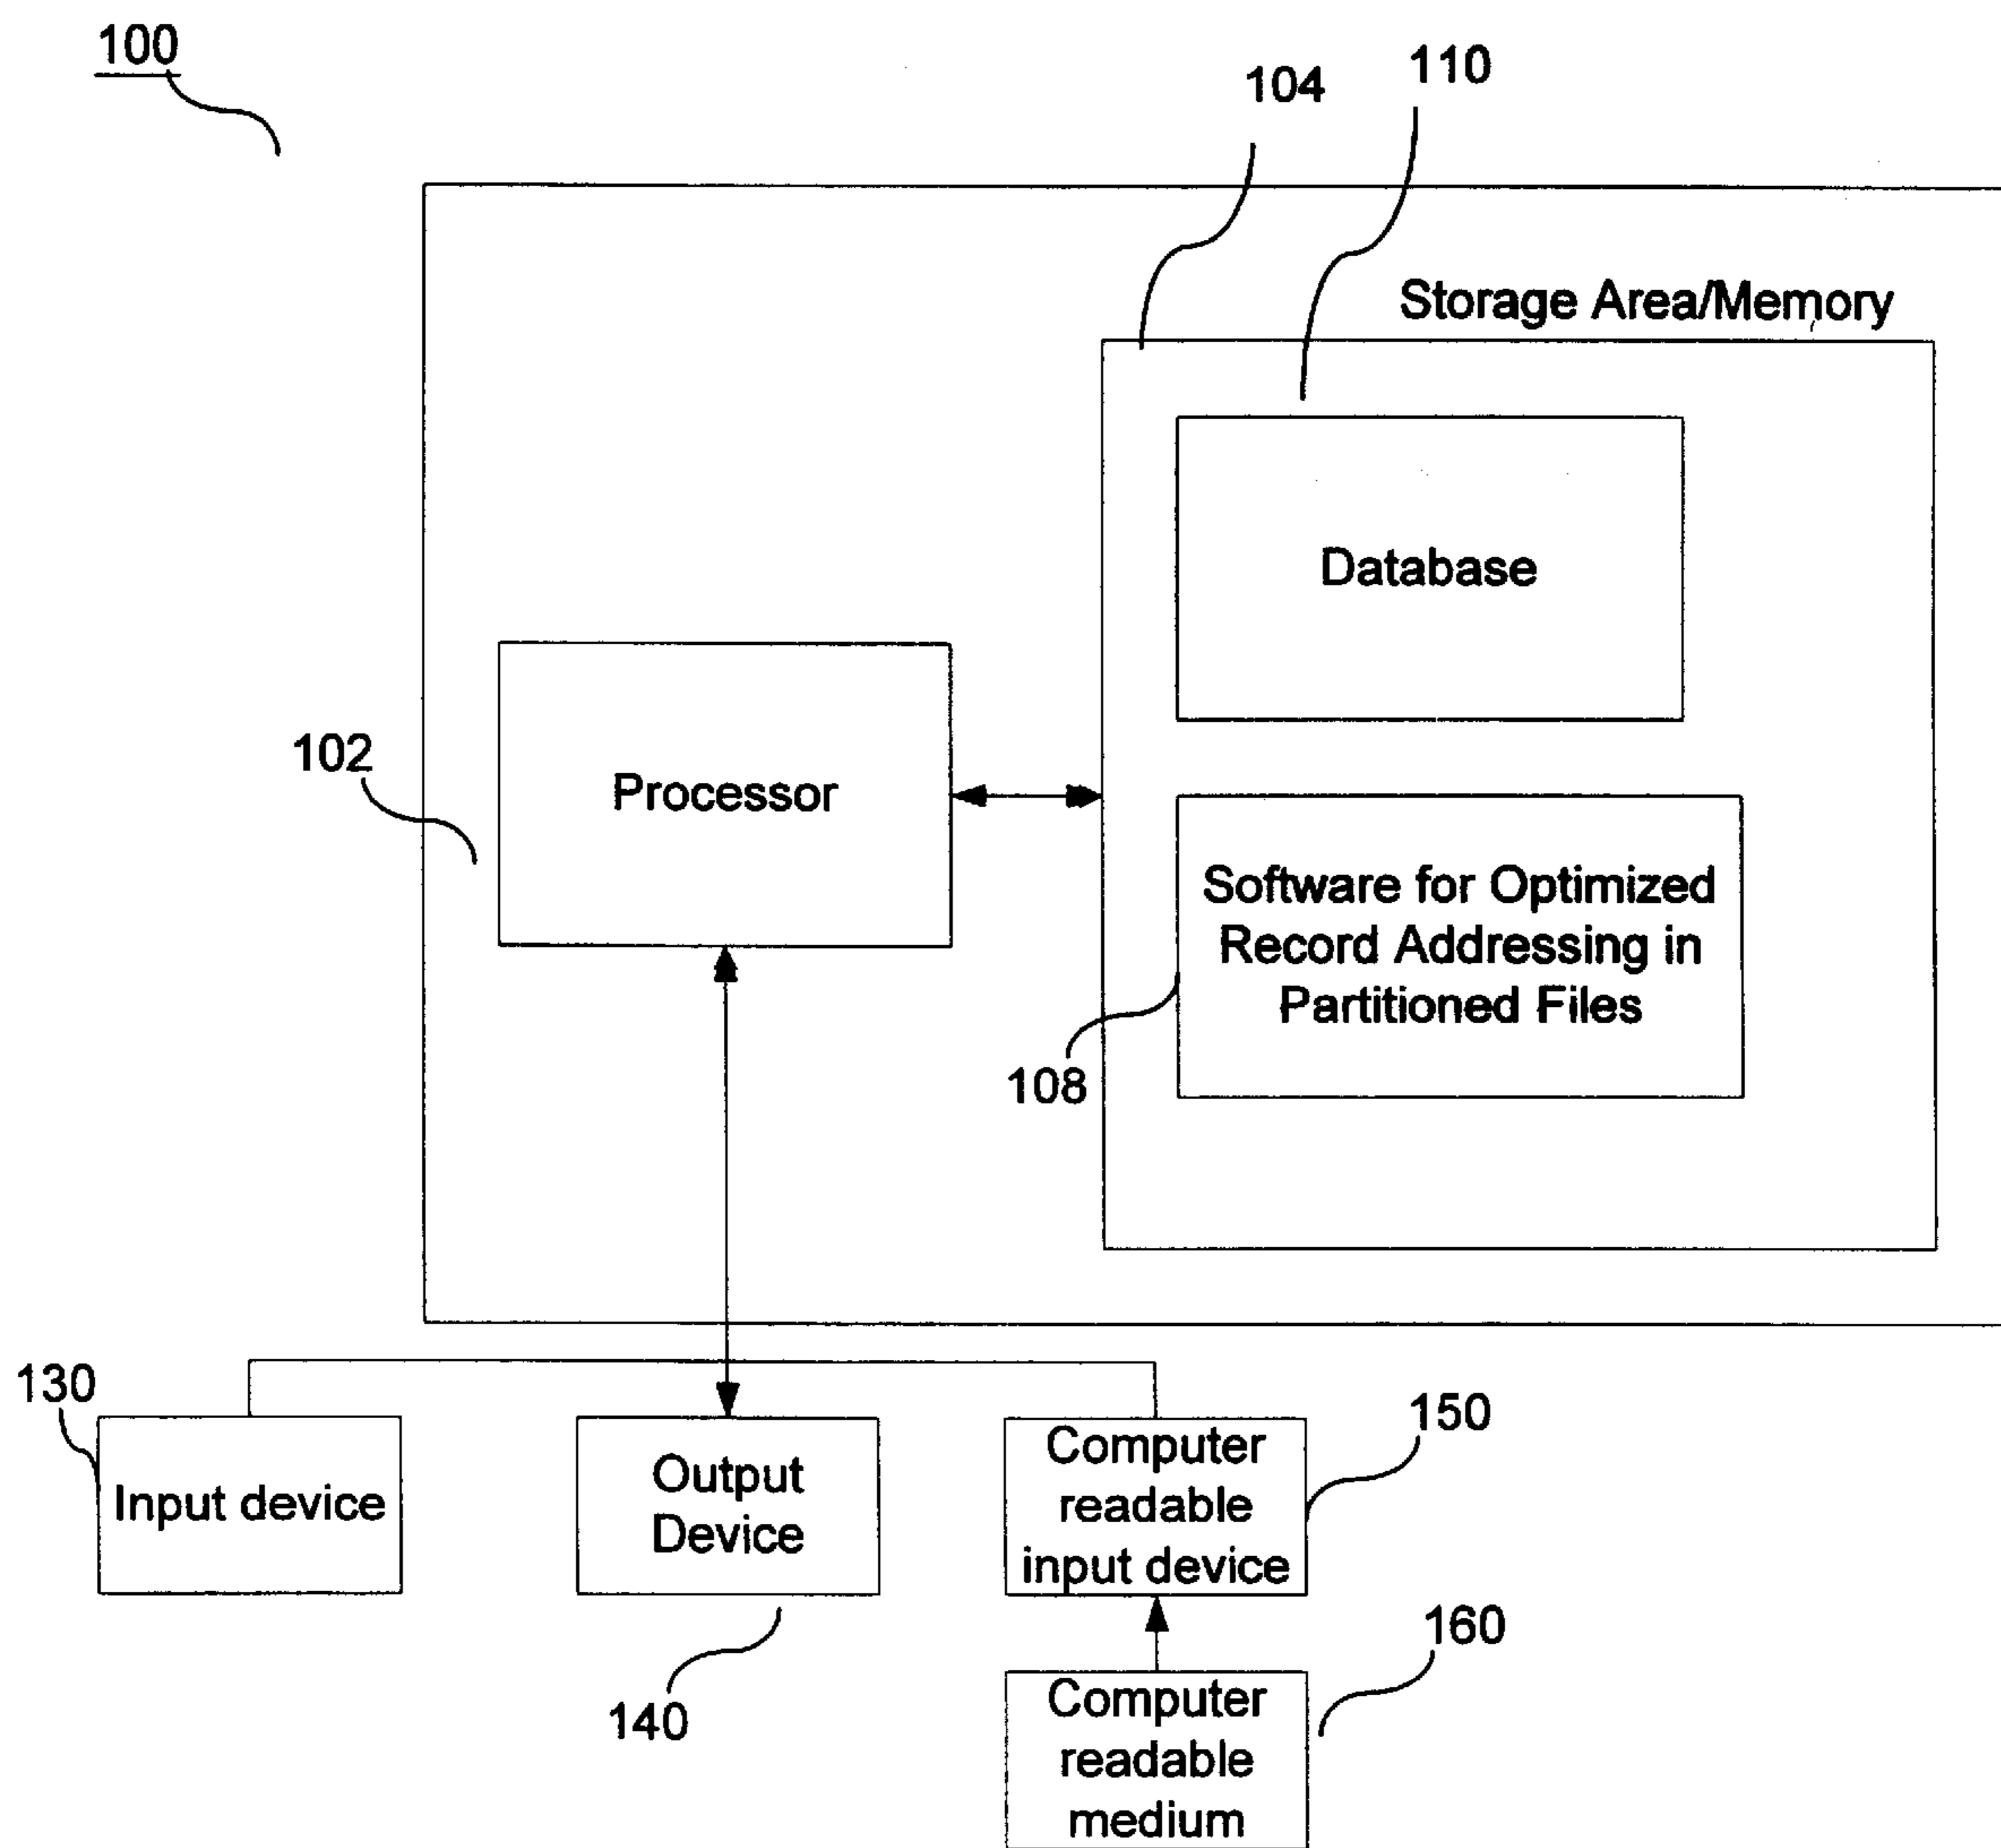 100
104
110
Storage Area/Memory
Database
102
Processor
Software for Optimized
Record Addressing in
Partitioned Files
108
130
Input device
Output
Device
140
Computer
readable
input device
150
160
Computer
readable
medium